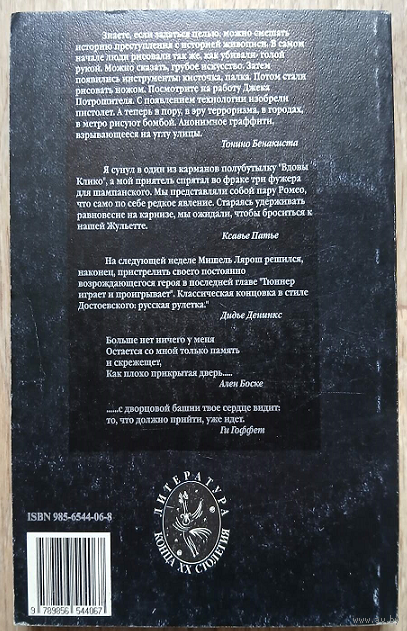 Знаете, если задаться целью, можно смешать
историю преступления с историей живописи. В самом
начале люди рисовали так же, как убивали- голой
рукой. Можно сказать, грубое искусство. Затем
появились инструменты: кисточка, палка. Потом стали
рисовать ножом. Посмотрите на работу Джека
Потрошителя. С появлением технологии изобрели
пистолет. А теперь в пору, в эру терроризма, в городах,
в метро рисуют бомбой. Анонимное граффити,
взрывающееся на углу улицы.
Тонино Бенакиста
Я сунул в один из карманов полубутылку "Вдовы
Клико", а мой приятель спрятал во фраке три фужера
для шампанского. Мы представляли собой пару Ромео,
что само по себе редкое явление. Стараясь удерживать
равновесие на карнизе, мы ожидали, чтобы броситься к
нашей Жульетте.
Ксавье Патье
На следующей неделе Мишель Лярош решился,
наконец, пристрелить своего постоянно
возрождающегося героя в последней главе "Тюннер
играет и проигрывает". Классическая концовка в стиле
Достоевского: русская рулетка."
Дидье Денинкс
Больше нет ничего у меня
Остается со мной только память
и скрежещет,
Как плохо прикрытая дверь.....
Ален Боске
.....с дворцовой башни твое сердце видит:
то, что должно прийти, уже идет.
Ги Гоффет
ЛИТЕРАТУРА
КОНЦА XX СТОЛЕТИЯ
ISBN 985-6544-06-8
9 789856 544067